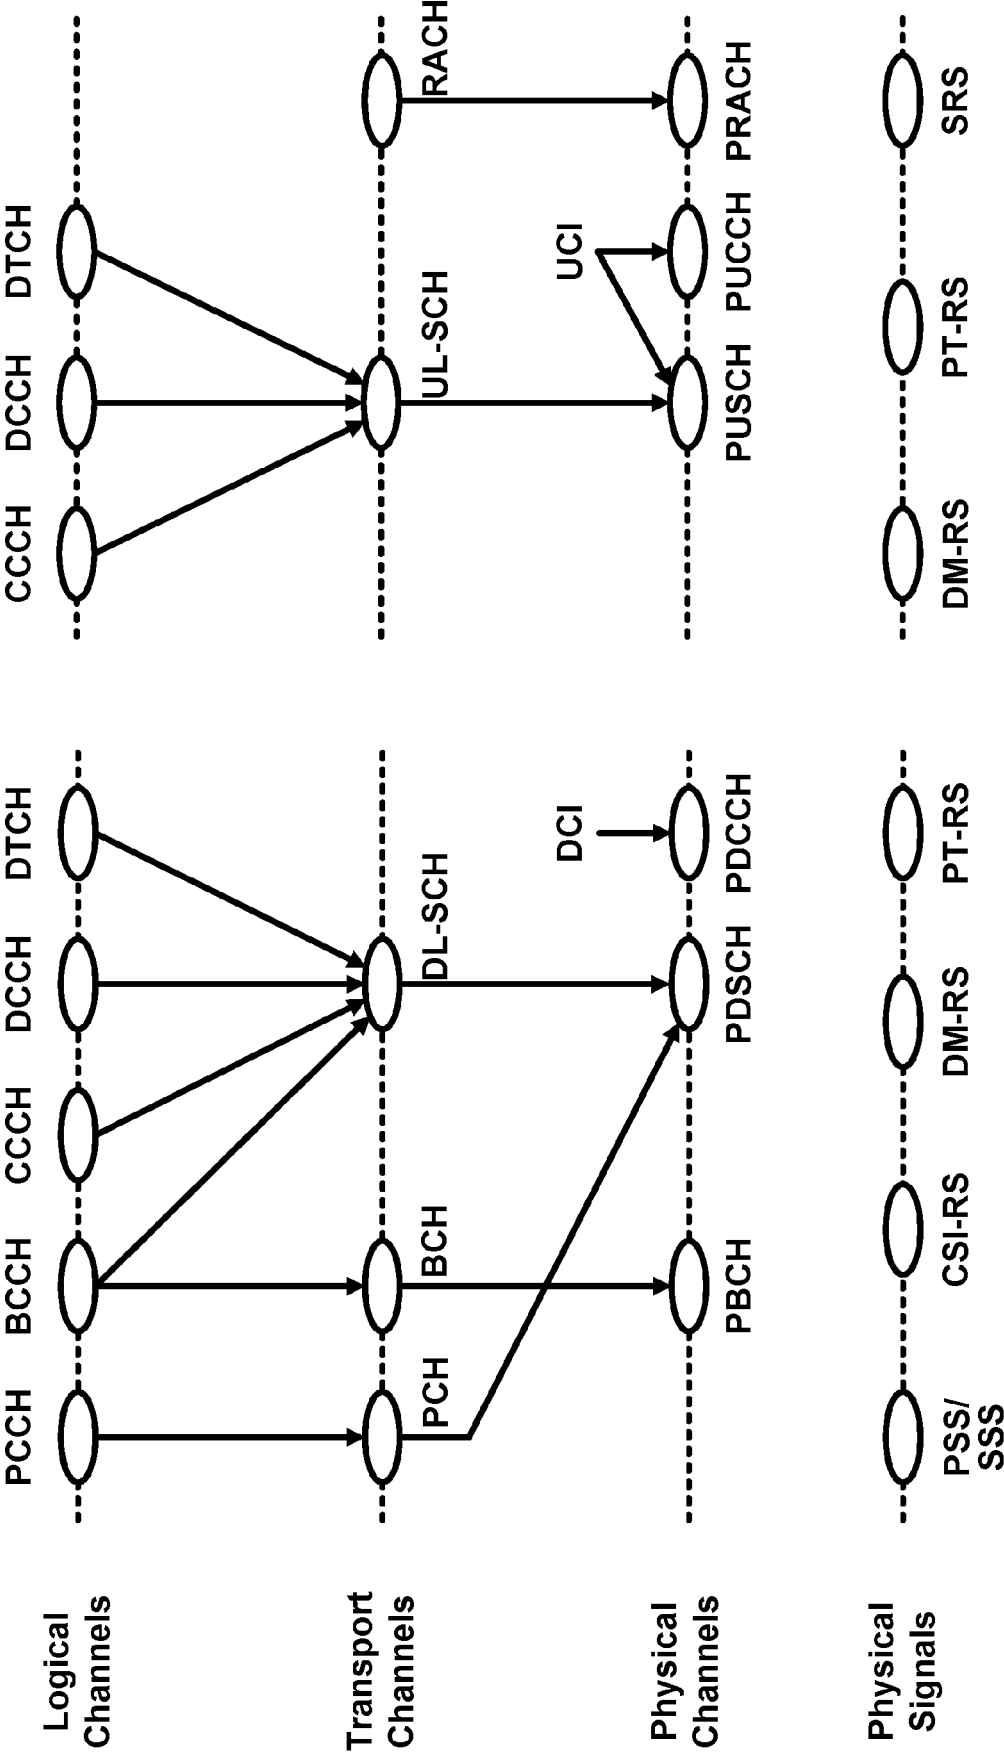 Logical
Channels
PCCH
BCCH
CCCH
DCCH
DTCH
CCCH
DCCH
DTCH
Transport
Channels
PCH
BCH
DL-SCH
UL-SCH
RACH
DCI
UCI
Physical
Channels
PBCH
PDSCH
PDCCH
PUSCH
PUCCH
PRACH
Physical
Signals
PSS/
SSS
CSI-RS
DM-RS
PT-RS
DM-RS
PT-RS
SRS